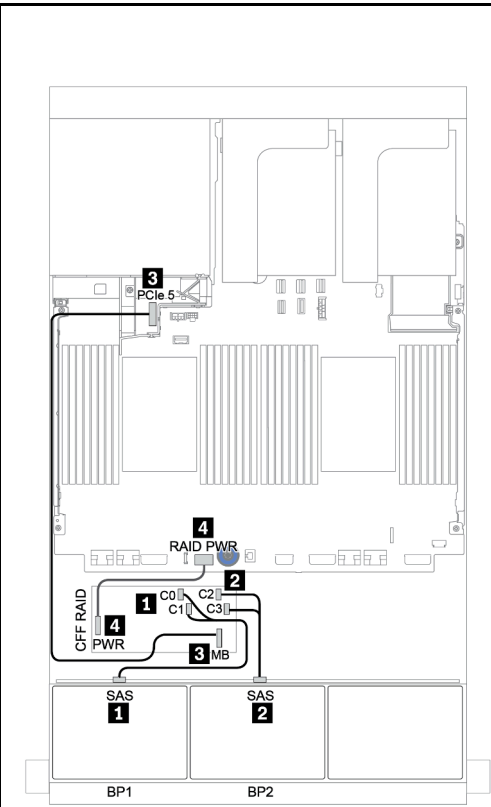 3
PCIe 5
4
RAID PWR
2
1
C0
C2
C1
C3
CFF RAID
4
PWR
3
MB
SAS
SAS
1
2
BP1
BP2